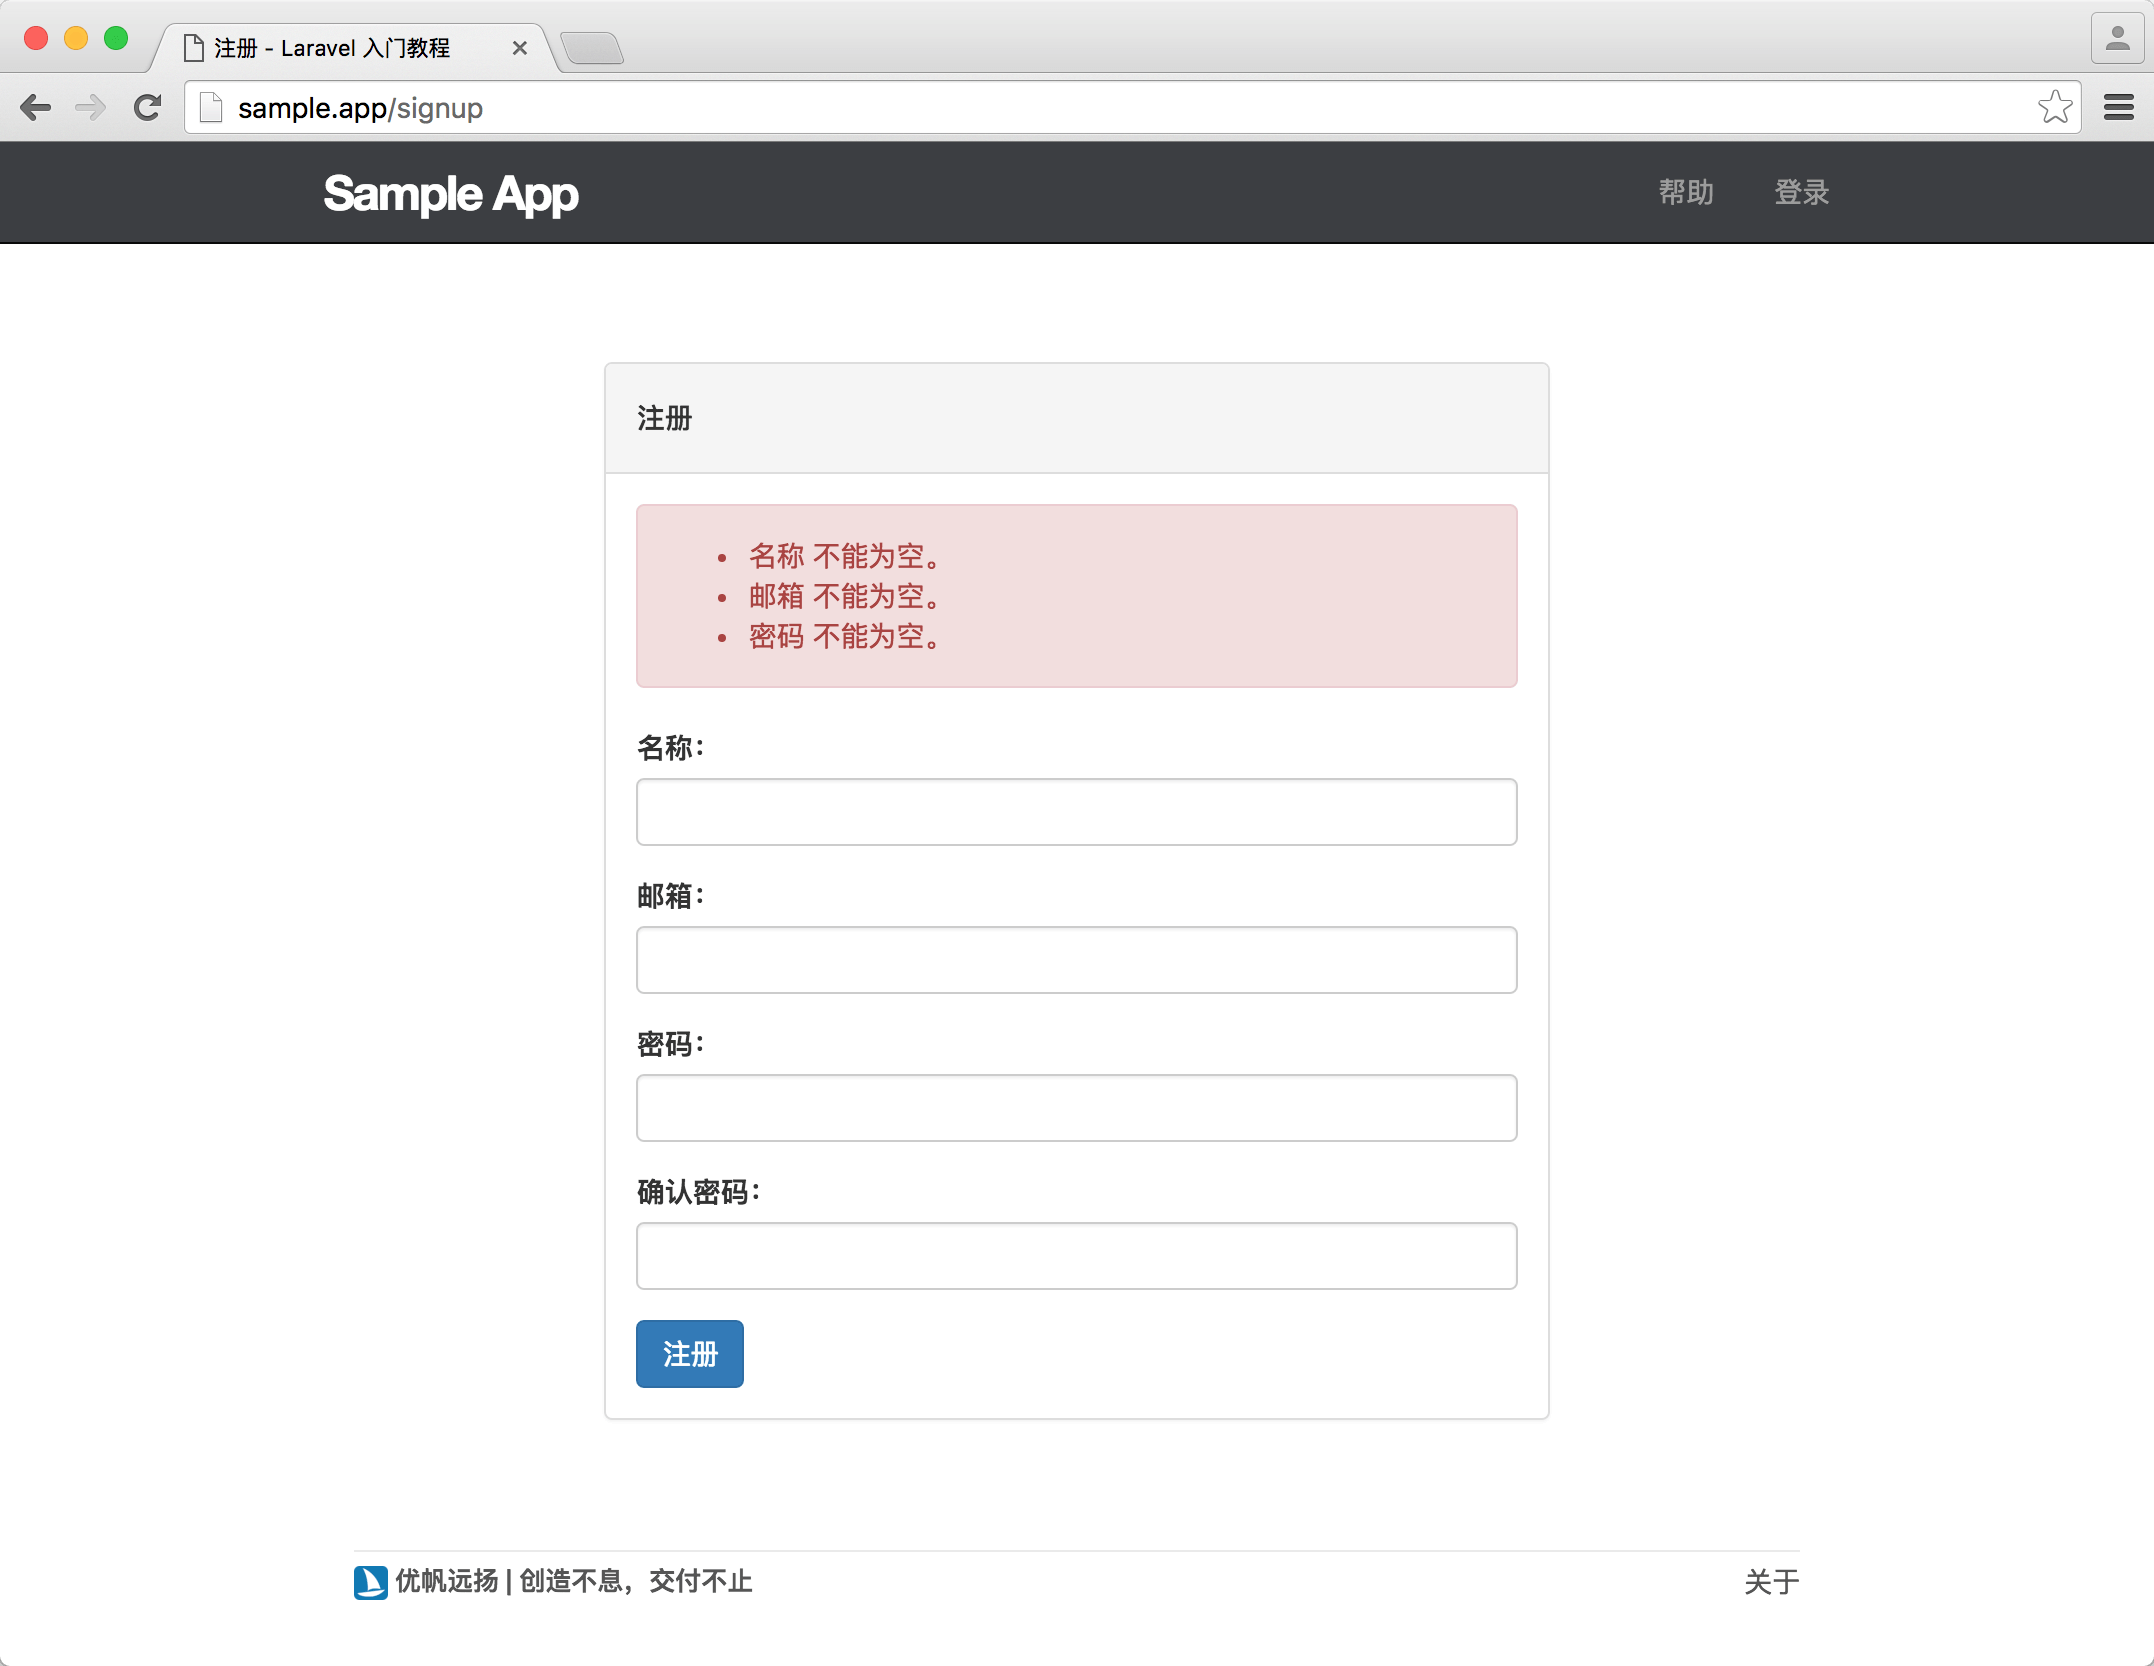 注册 - Laravel 入门教程
sample.app/signup
Sample App
帮助
登录
注册
名称 不能为空。
邮箱 不能为空。
密码 不能为空。
名称：
邮箱：
密码：
确认密码：
注册
优帆远扬 | 创造不息，交付不止
关于